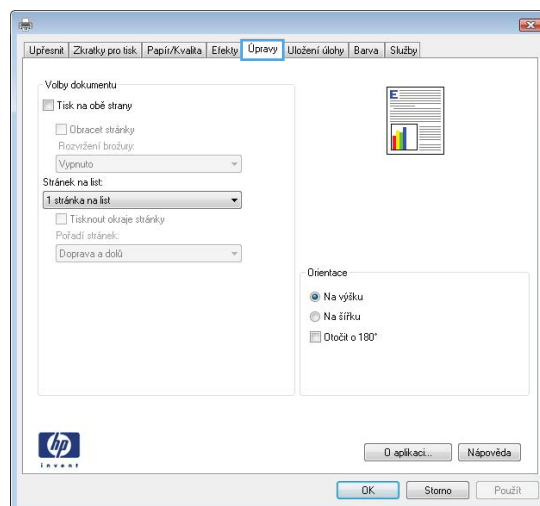 Upřesnit Zkratky pro tisk Papír/Kvalita Efekty Úpravy Uložení úlohy Barva Služby
Volby dokumentu
Tisk na obě strany
Obracet stránky
Rozvržení brožury:
Vypnuto
Stránek na list:
1 stránka na list
Tisknout okraje stránky
Pořadí stránek:
Doprava a dolů
E
Orientace
Na výšku
Na šířku
Otočit o 180°
hp
invent
O aplikaci... Nápověda
OK Storno Použít